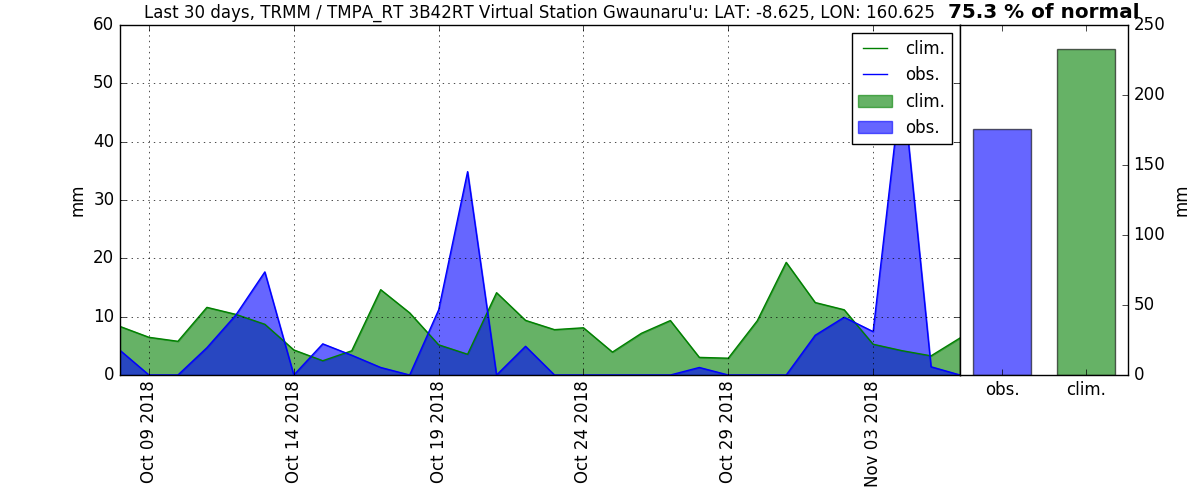 Last 30 days, TRMM / TMPA_RT 3B42RT Virtual Station Gwaunaru'u: LAT: -8.625, LON: 160.625
75.3 % of normal
clim.
obs.
clim.
obs.
mm
60
50
40
30
20
10
0
Oct 09 2018
Oct 14 2018
Oct 19 2018
Oct 24 2018
Oct 29 2018
Nov 03 2018
250
200
150
100
50
0
mm
obs.
clim.